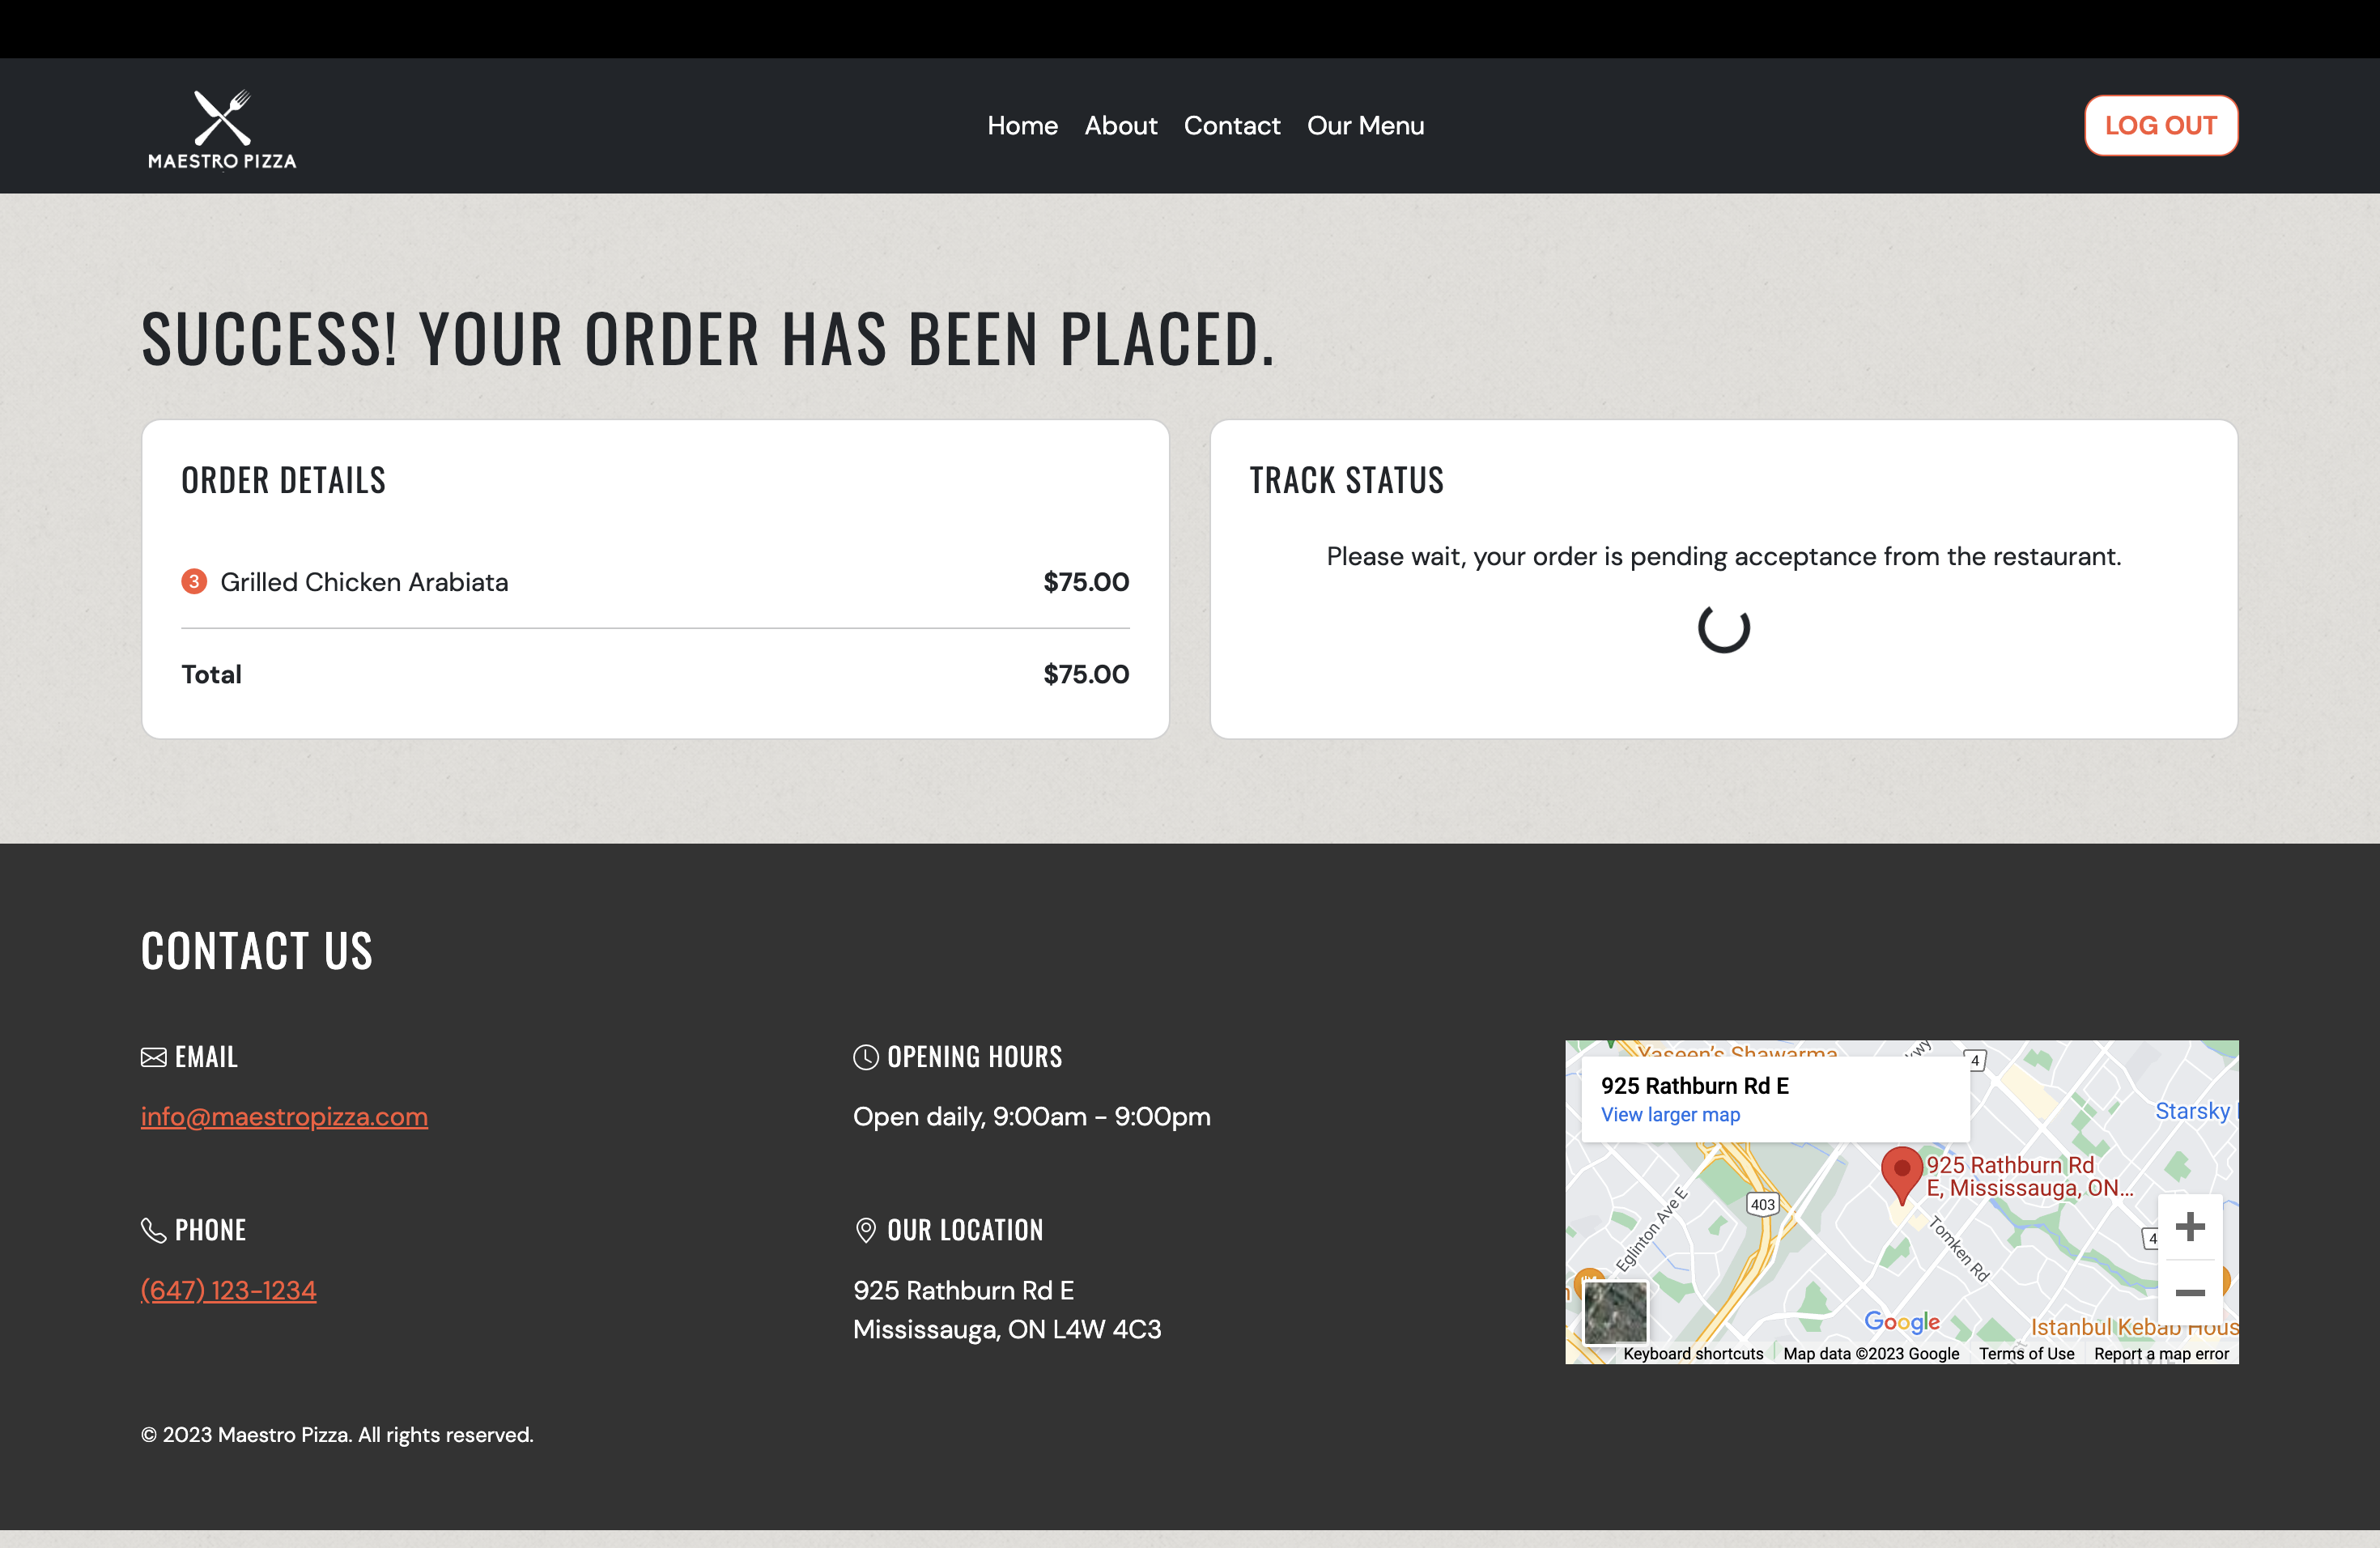 MAESTRO PIZZA
Home About Contact Our Menu
LOG OUT
SUCCESS! YOUR ORDER HAS BEEN PLACED.
ORDER DETAILS
3 Grilled Chicken Arabiata $75.00
Total $75.00
TRACK STATUS
Please wait, your order is pending acceptance from the restaurant.
CONTACT US
EMAIL
info@maestropizza.com
PHONE
(647) 123-1234
OPENING HOURS
Open daily, 9:00am - 9:00pm
OUR LOCATION
925 Rathburn Rd E
Mississauga, ON L4W 4C3
Yaseen's Shawarma
4
925 Rathburn Rd E
View larger map
Starsky
925 Rathburn Rd
E, Mississauga, ON...
403
Eglinton Ave E
Tomken Rd
4
Google
Istanbul Kebab Hous
Keyboard shortcuts Map data ©2023 Google Terms of Use Report a map error
© 2023 Maestro Pizza. All rights reserved.